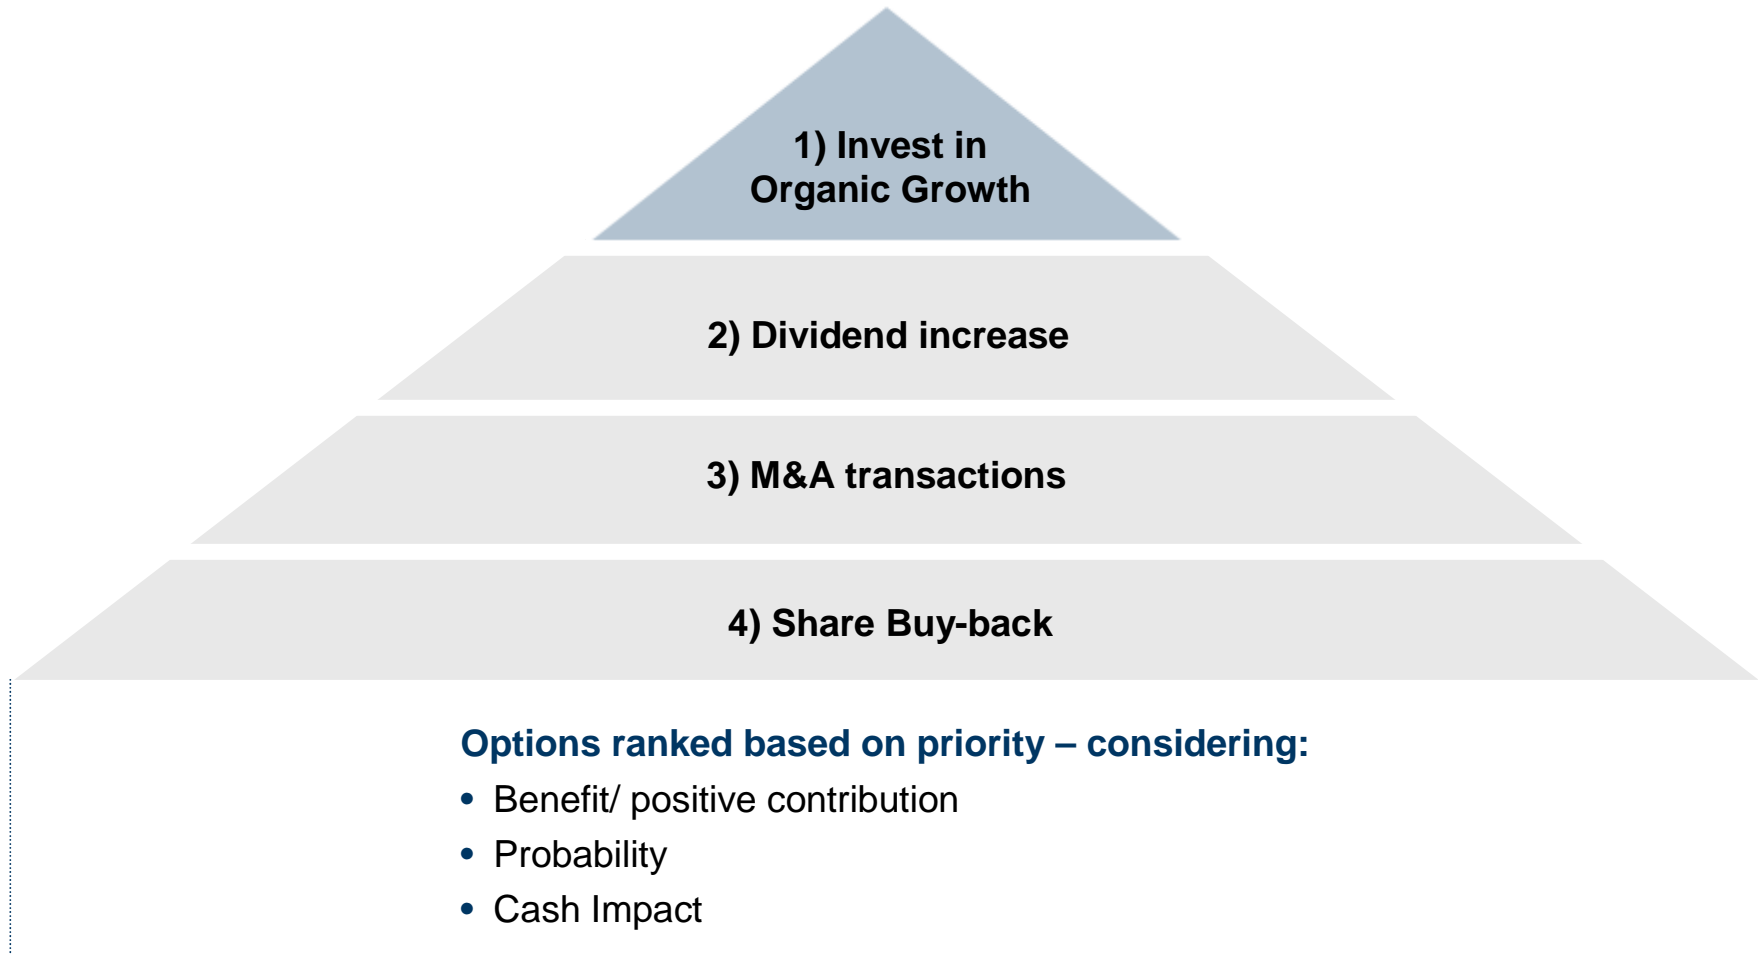 1) Invest in
Organic Growth
2) Dividend increase
3) M&A transactions
4) Share Buy-back
Options ranked based on priority – considering:
• Benefit/ positive contribution
• Probability
• Cash Impact